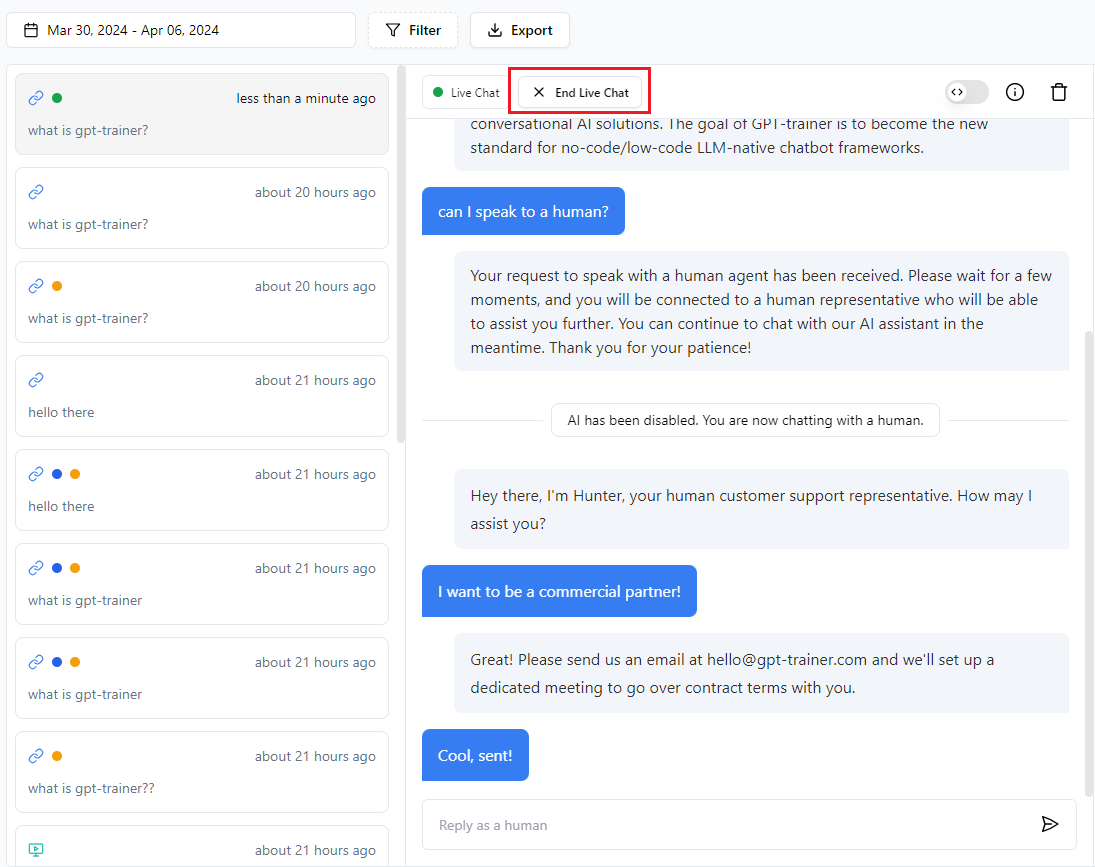 Mar 30, 2024 - Apr 06, 2024
Filter
Export
less than a minute ago
what is gpt-trainer?
about 20 hours ago
what is gpt-trainer?
about 20 hours ago
what is gpt-trainer?
about 21 hours ago
hello there
about 21 hours ago
hello there
about 21 hours ago
what is gpt-trainer
about 21 hours ago
what is gpt-trainer
about 21 hours ago
what is gpt-trainer??
about 21 hours ago
Live Chat
End Live Chat
conversational AI solutions. The goal of GPT-trainer is to become the new
standard for no-code/low-code LLM-native chatbot frameworks.
can I speak to a human?
Your request to speak with a human agent has been received. Please wait for a few
moments, and you will be connected to a human representative who will be able
to assist you further. You can continue to chat with our AI assistant in the
meantime. Thank you for your patience!
AI has been disabled. You are now chatting with a human.
Hey there, I'm Hunter, your human customer support representative. How may I
assist you?
I want to be a commercial partner!
Great! Please send us an email at hello@gpt-trainer.com and we'll set up a
dedicated meeting to go over contract terms with you.
Cool, sent!
Reply as a human